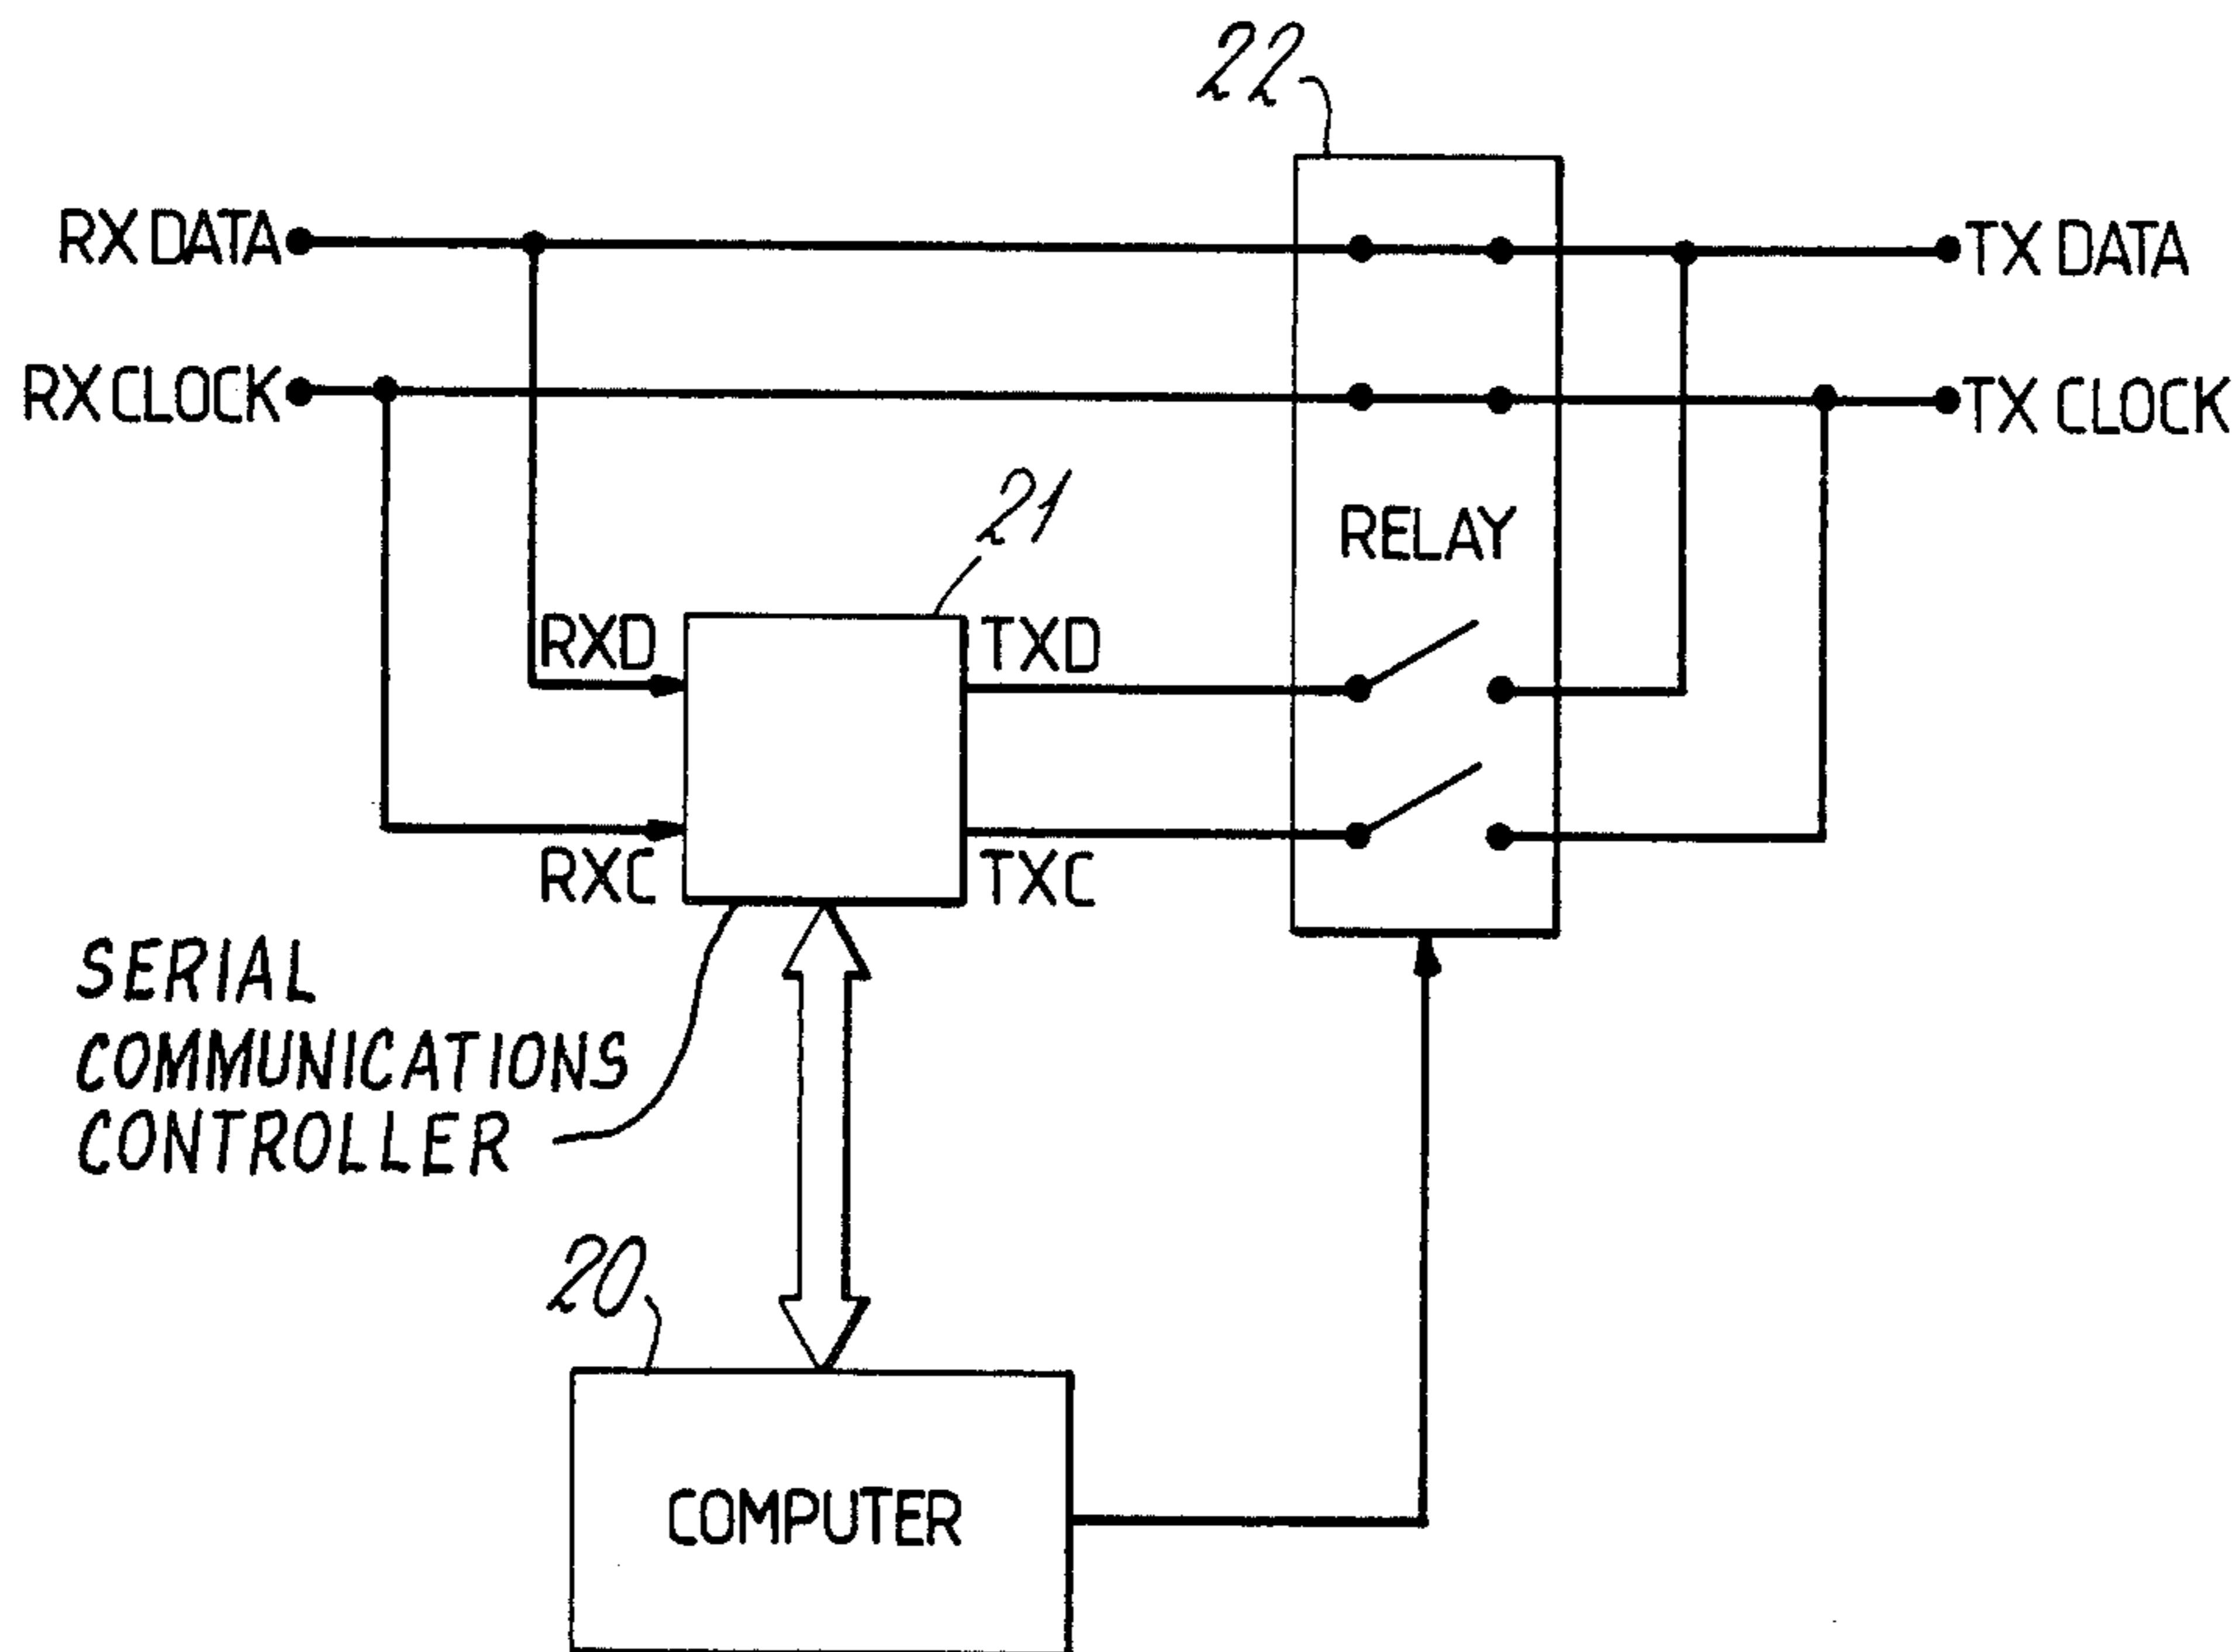 22
RX DATA
TX DATA
RX CLOCK
TX CLOCK
21
RELAY
RXD
TXD
RXC
TXC
SERIAL
COMMUNICATIONS
CONTROLLER
20
COMPUTER